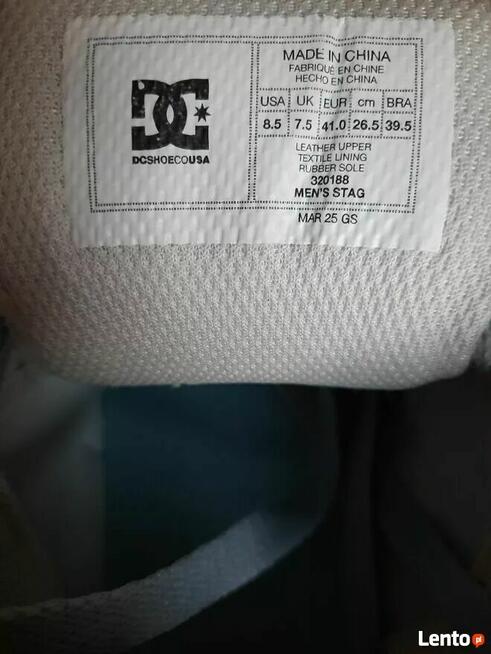 DC
DCSHOECOUSA
MADE IN CHINA
FABRIQUÉ EN CHINE
HECHO EN CHINA
USA UK EUR cm BRA
8.5 7.5 41.0 26.5 39.5
LEATHER UPPER
TEXTILE LINING
RUBBER SOLE
320188
MEN'S STAG
MAR 25 GS
Lento pl